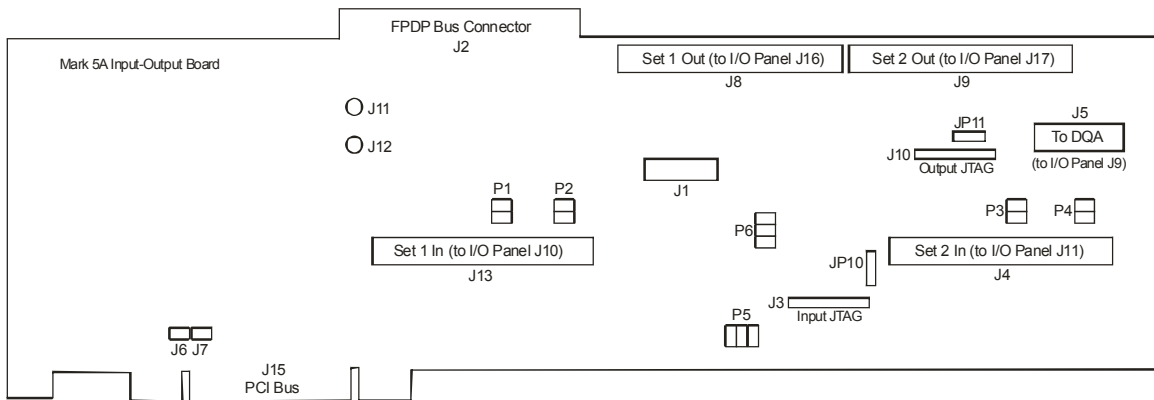 FPDP Bus Connector
J2
Mark 5A Input-Output Board
Set 1 Out (to I/O Panel J16)
J8
Set 2 Out (to I/O Panel J17)
J9
J11
J12
JP11
J10
Output JTAG
J5
To DQA
(to I/O Panel J9)
J1
P1
P2
P3
P4
P6
Set 1 In (to I/O Panel J10)
J13
Set 2 In (to I/O Panel J11)
J4
JP10
J3
Input JTAG
P5
J6
J7
J15
PCI Bus